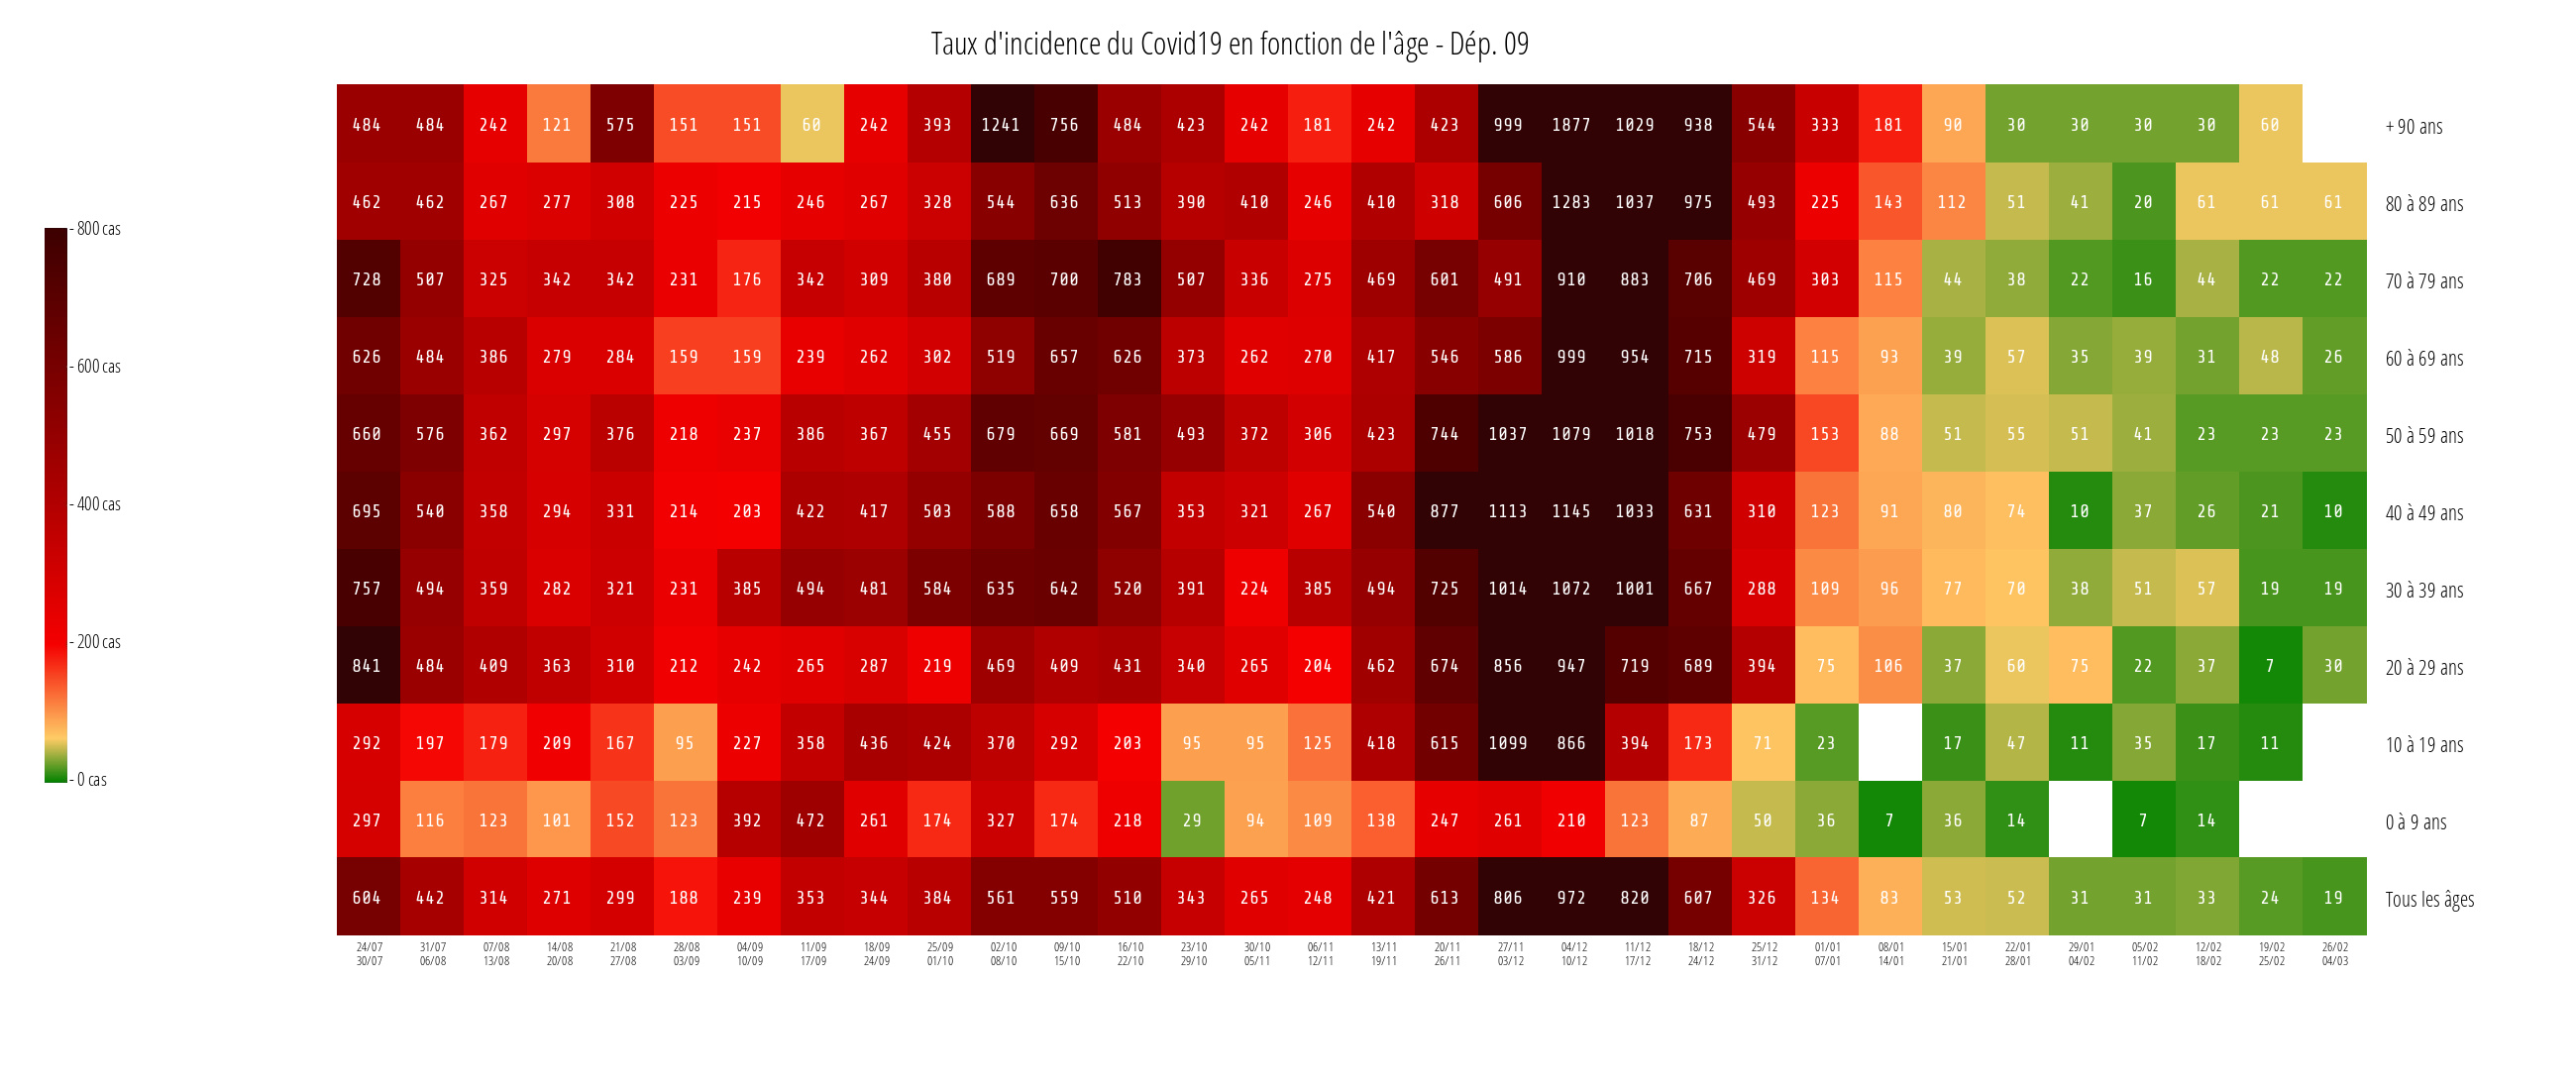 Taux d'incidence du Covid19 en fonction de l'âge - Dép. 09
- 800 cas
- 600 cas
- 400 cas
- 200 cas
- 0 cas
484 484 242 121 575 151 151 60 242 393 1241 756 484 423 242 181 242 423 999 1877 1029 938 544 333 181 90 30 30 30 30 60 + 90 ans
462 462 267 277 308 225 215 246 267 328 544 636 513 390 410 246 410 318 606 1283 1037 975 493 225 143 112 51 41 20 61 61 61 80 à 89 ans
728 507 325 342 342 231 176 342 309 380 689 700 783 507 336 275 469 601 491 910 883 706 469 303 115 44 38 22 16 44 22 22 70 à 79 ans
626 484 386 279 284 159 159 239 262 302 519 657 626 373 262 270 417 546 586 999 954 715 319 115 93 39 57 35 39 31 48 26 60 à 69 ans
660 576 362 297 376 218 237 386 367 455 679 669 581 493 372 306 423 744 1037 1079 1018 753 479 153 88 51 55 51 41 23 23 23 50 à 59 ans
695 540 358 294 331 214 203 422 417 503 588 658 567 353 321 267 540 877 1113 1145 1033 631 310 123 91 80 74 10 37 26 21 10 40 à 49 ans
757 494 359 282 321 231 385 494 481 584 635 642 520 391 224 385 494 725 1014 1072 1001 667 288 109 96 77 70 38 51 57 19 19 30 à 39 ans
841 484 409 363 310 212 242 265 287 219 469 409 431 340 265 204 462 674 856 947 719 689 394 75 106 37 60 75 22 37 7 30 20 à 29 ans
292 197 179 209 167 95 227 358 436 424 370 292 203 95 95 125 418 615 1099 866 394 173 71 23 17 47 11 35 17 11 10 à 19 ans
297 116 123 101 152 123 392 472 261 174 327 174 218 29 94 109 138 247 261 210 123 87 50 36 7 36 14 7 14 0 à 9 ans
604 442 314 271 299 188 239 353 344 384 561 559 510 343 265 248 421 613 806 972 820 607 326 134 83 53 52 31 31 33 24 19 Tous les âges
24/07 31/07 07/08 14/08 21/08 28/08 04/09 11/09 18/09 25/09 02/10 09/10 16/10 23/10 30/10 06/11 13/11 20/11 27/11 04/12 11/12 18/12 25/12 01/01 08/01 15/01 22/01 29/01 05/02 12/02 19/02 26/02
30/07 06/08 13/08 20/08 27/08 03/09 10/09 17/09 24/09 01/10 08/10 15/10 22/10 29/10 05/11 12/11 19/11 26/11 03/12 10/12 17/12 24/12 31/12 07/01 14/01 21/01 28/01 04/02 11/02 18/02 25/02 04/03